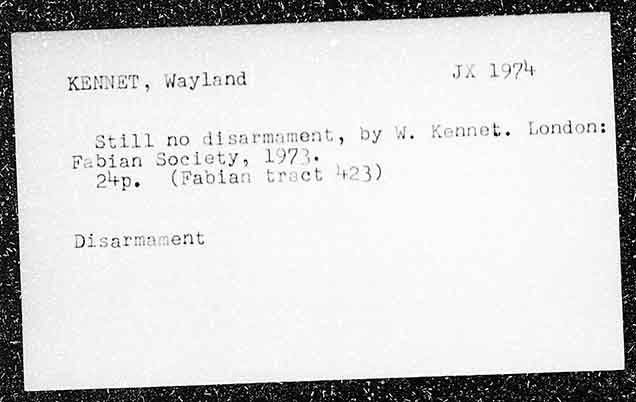 KENNET, Wayland JX 1974
Still no disarmament, by W. Kennet. London:
Fabian Society, 1973.
24p. (Fabian tract 423)
Disarmament